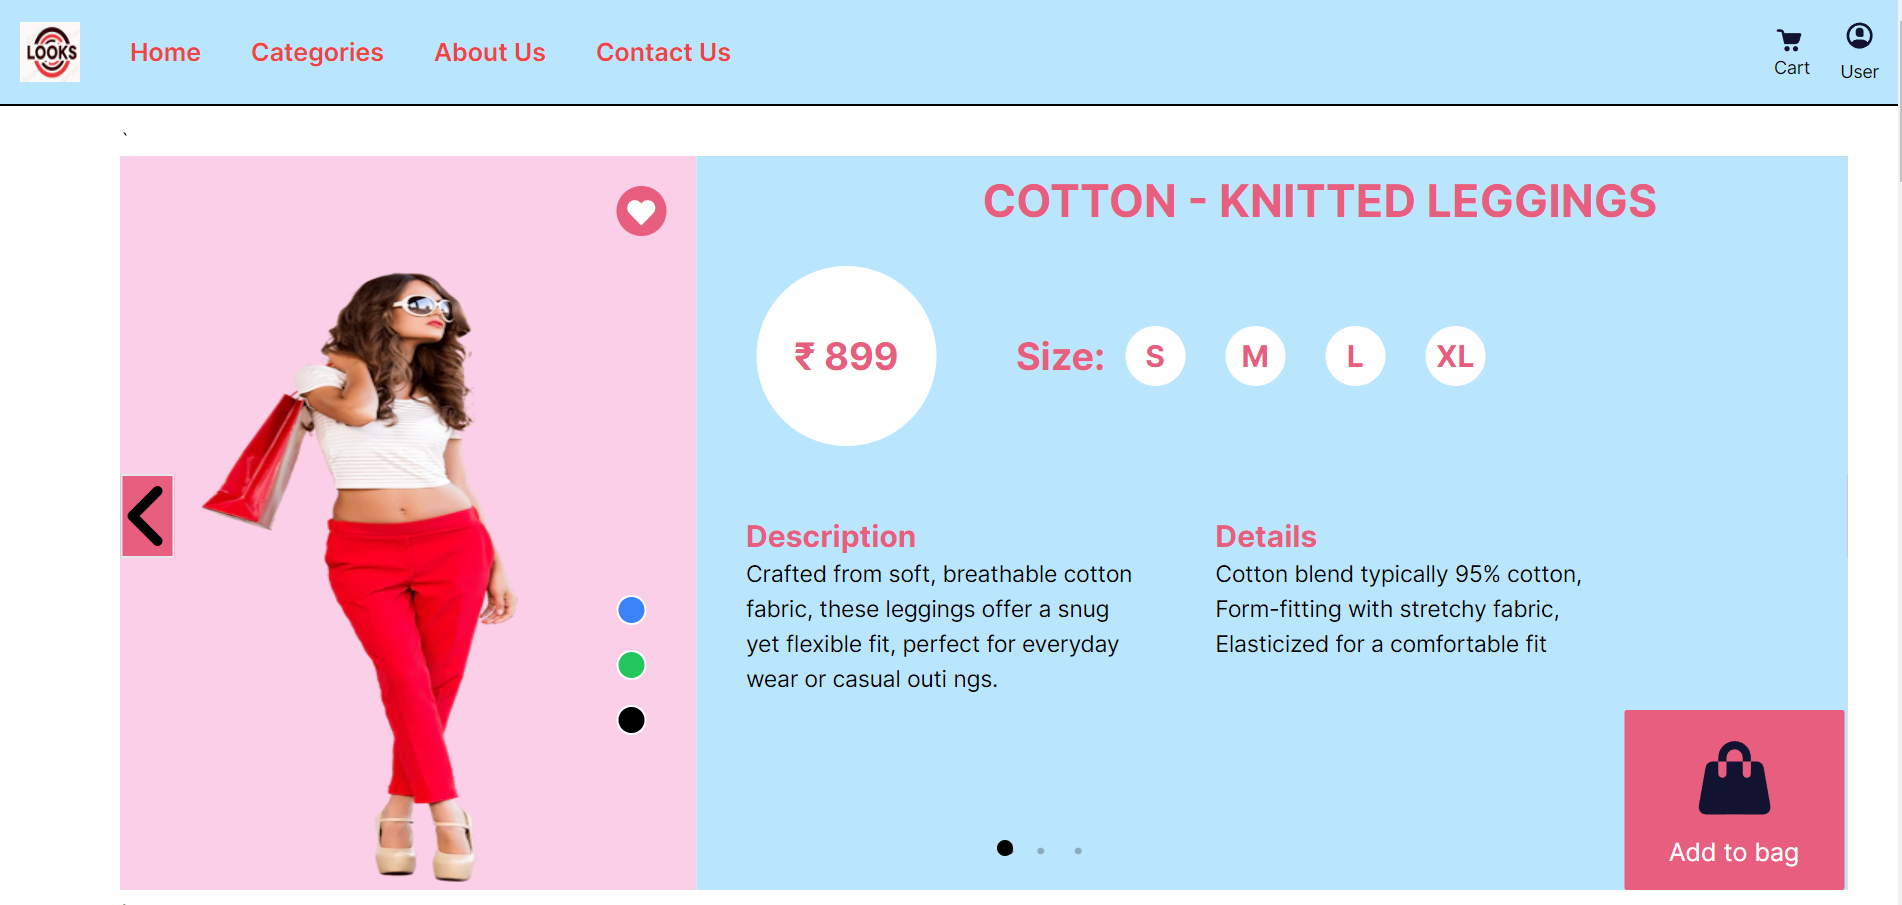 LOOKS
Home Categories About Us Contact Us
Cart User
`
COTTON - KNITTED LEGGINGS
₹ 899
Size: S M L XL
Description
Crafted from soft, breathable cotton
fabric, these leggings offer a snug
yet flexible fit, perfect for everyday
wear or casual outi ngs.
Details
Cotton blend typically 95% cotton,
Form-fitting with stretchy fabric,
Elasticized for a comfortable fit
Add to bag